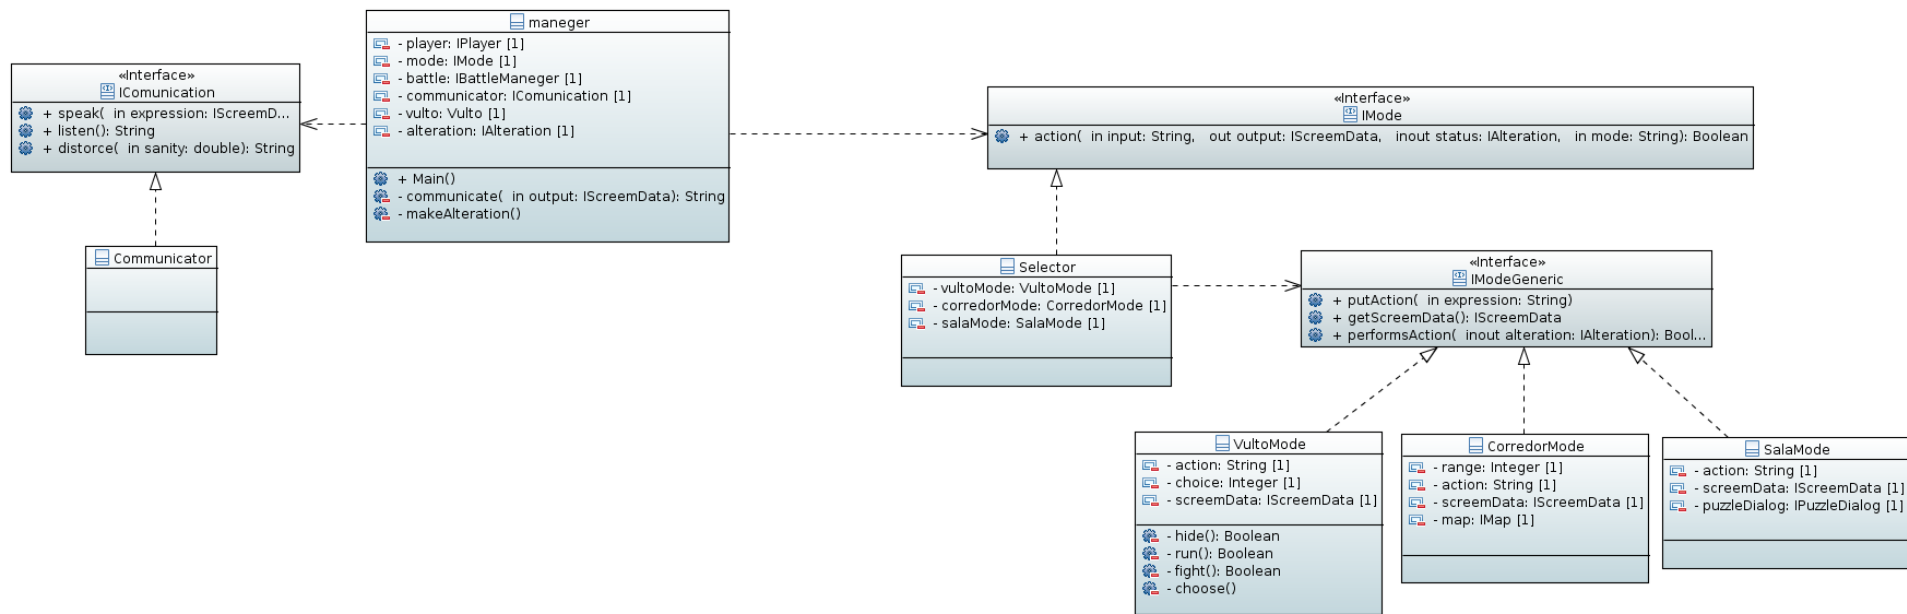 maneger
- player: IPlayer [1]
- mode: IMode [1]
- battle: IBattleManeger [1]
- communicator: IComunication [1]
- vulto: Vulto [1]
- alteration: IAlteration [1]
+ Main()
- communicate(  in output: IScreemData): String
- makeAlteration()
«Interface»
IComunication
+ speak(  in expression: IScreemD...
+ listen(): String
+ distorce(  in sanity: double): String
Communicator
«Interface»
IMode
+ action(  in input: String,   out output: IScreemData,   inout status: IAlteration,   in mode: String): Boolean
Selector
- vultoMode: VultoMode [1]
- corredorMode: CorredorMode [1]
- salaMode: SalaMode [1]
«Interface»
IModeGeneric
+ putAction(  in expression: String)
+ getScreemData(): IScreemData
+ performsAction(  inout alteration: IAlteration): Bool...
VultoMode
- action: String [1]
- choice: Integer [1]
- screemData: IScreemData [1]
- hide(): Boolean
- run(): Boolean
- fight(): Boolean
- choose()
CorredorMode
- range: Integer [1]
- action: String [1]
- screemData: IScreemData [1]
- map: IMap [1]
SalaMode
- action: String [1]
- screemData: IScreemData [1]
- puzzleDialog: IPuzzleDialog [1]